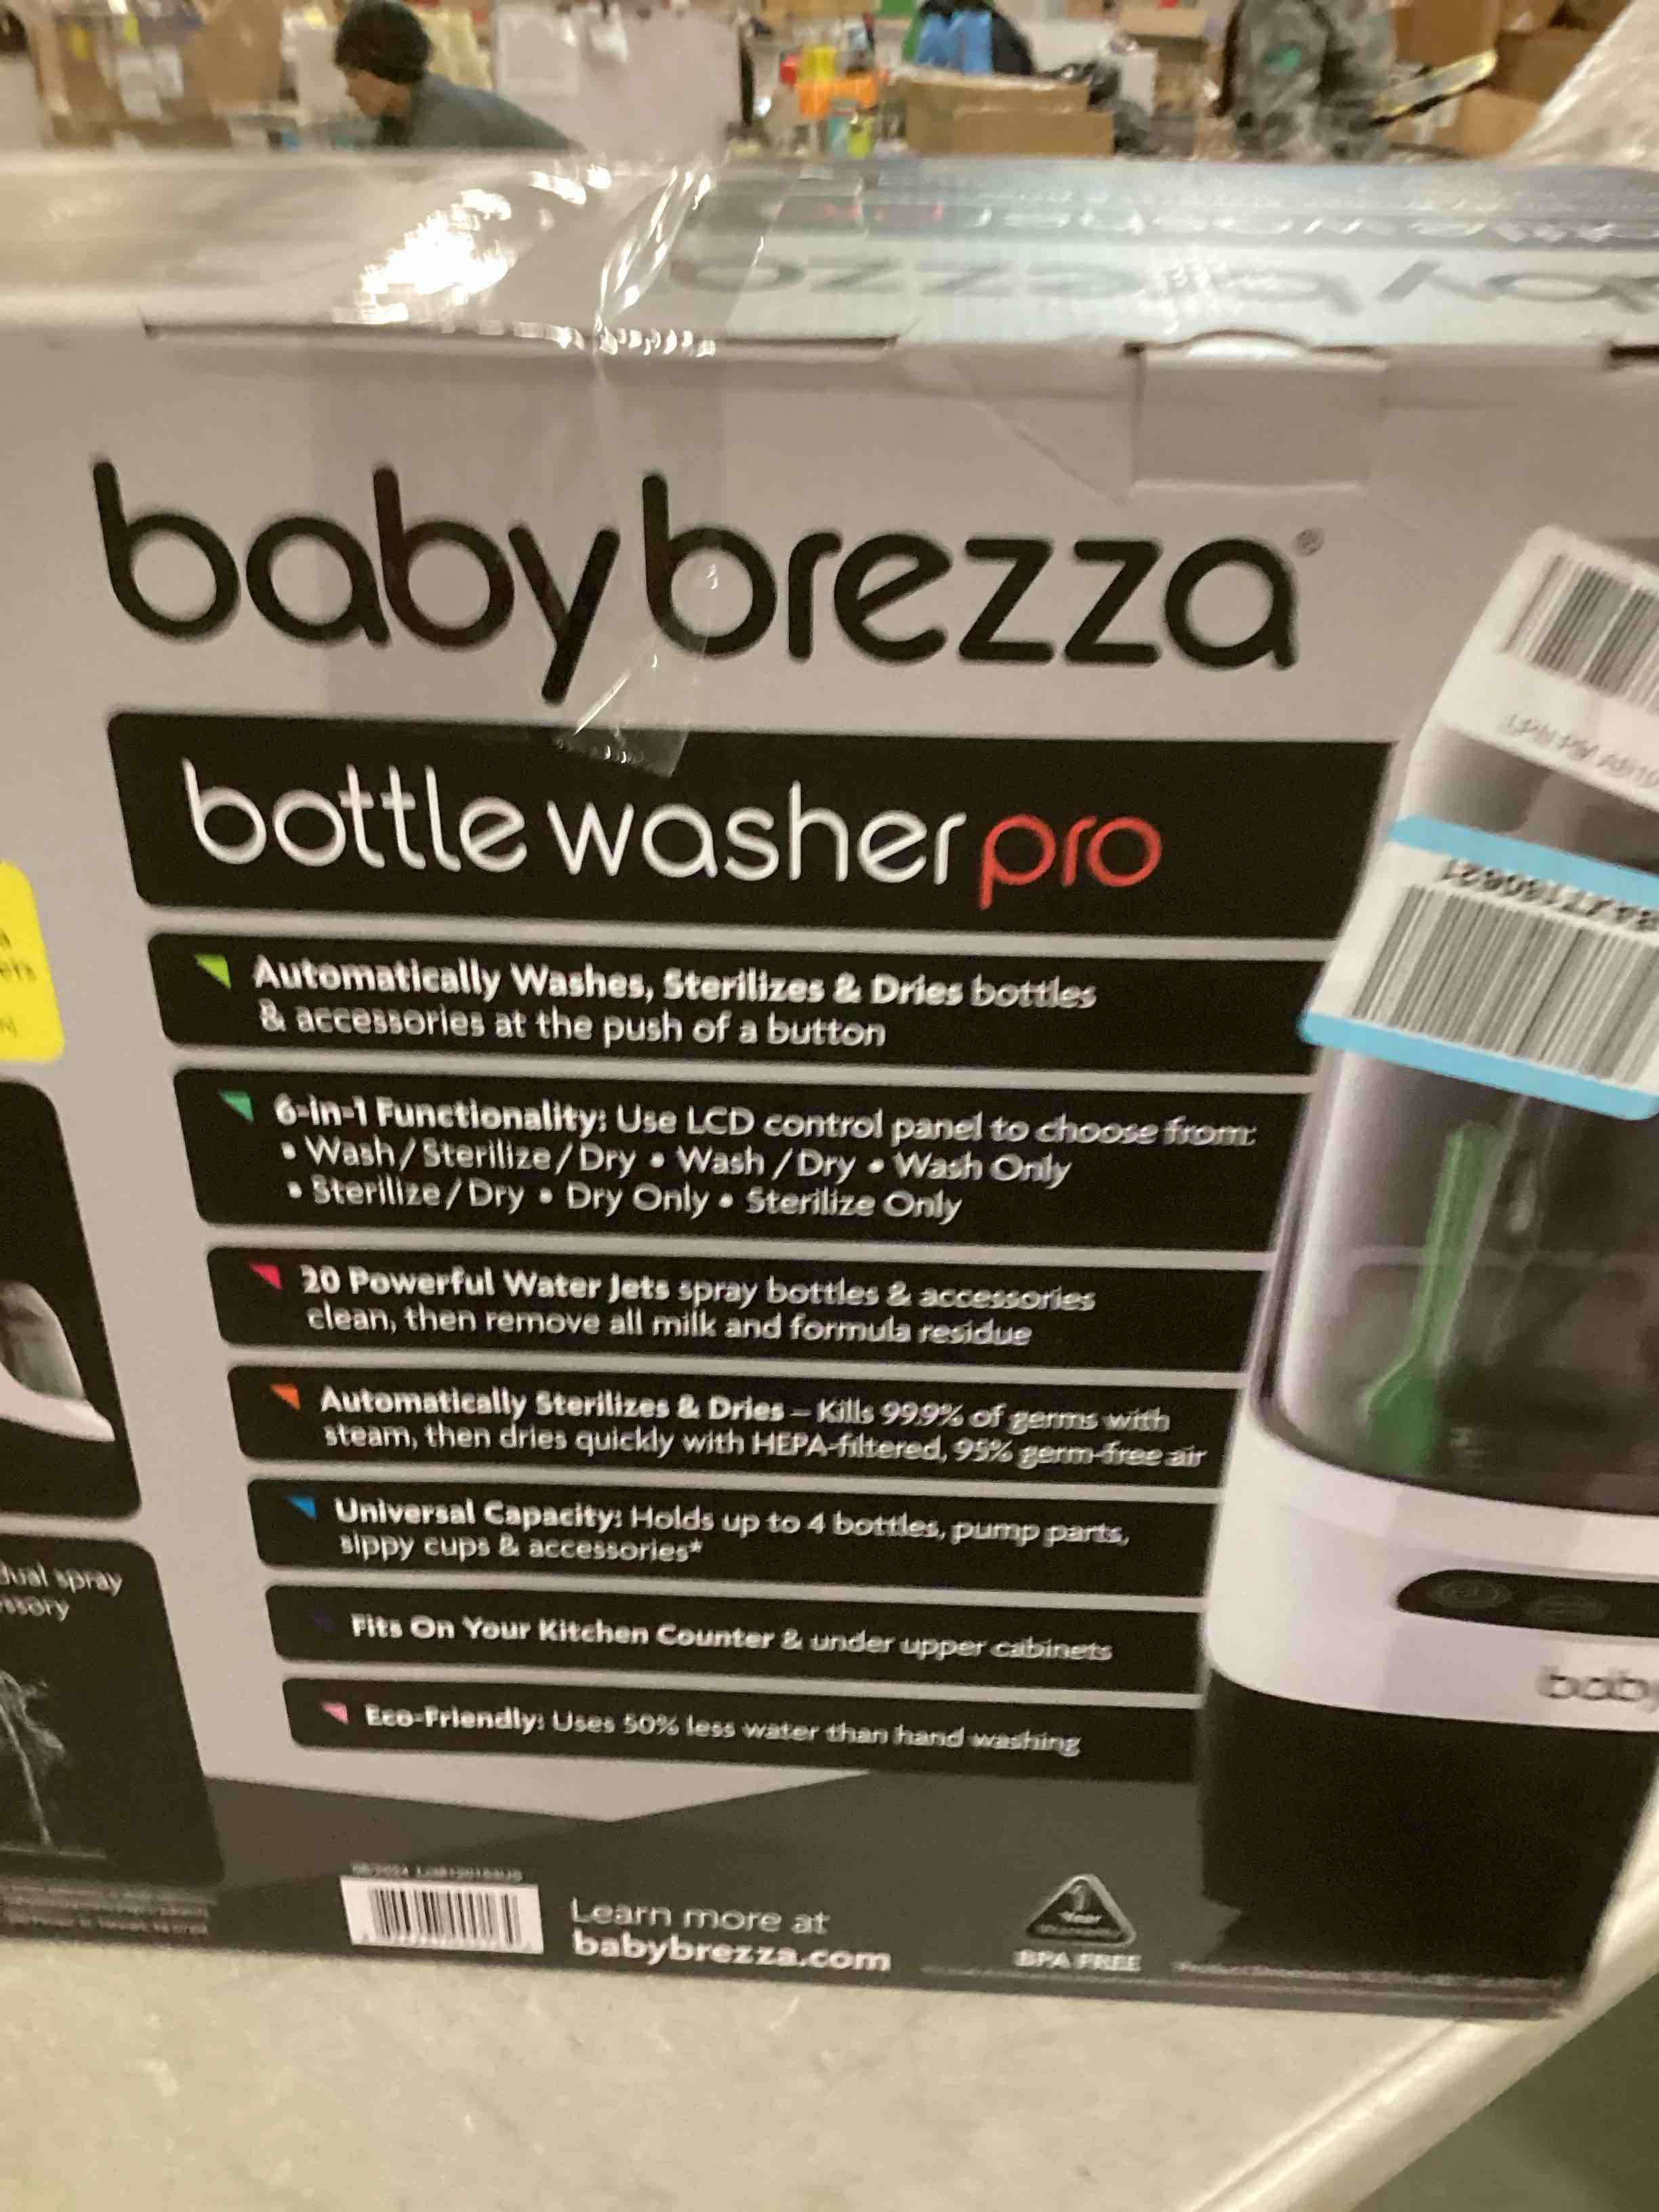 babybrezza®
bottle washer pro
Automatically Washes, Sterilizes & Dries bottles
& accessories at the push of a button
6-in-1 Functionality: Use LCD control panel to choose from:
• Wash/Sterilize/Dry • Wash/Dry • Wash Only
• Sterilize/Dry • Dry Only • Sterilize Only
20 Powerful Water Jets spray bottles & accessories
clean, then remove all milk and formula residue
Automatically Sterilizes & Dries – Kills 99.9% of germs with
steam, then dries quickly with HEPA-filtered, 95% germ-free air
Universal Capacity: Holds up to 4 bottles, pump parts,
sippy cups & accessories*
Fits On Your Kitchen Counter & under upper cabinets
Eco-Friendly: Uses 50% less water than hand washing
spray
baby
Learn more at
babybrezza.com
1
Year
BPA FREE